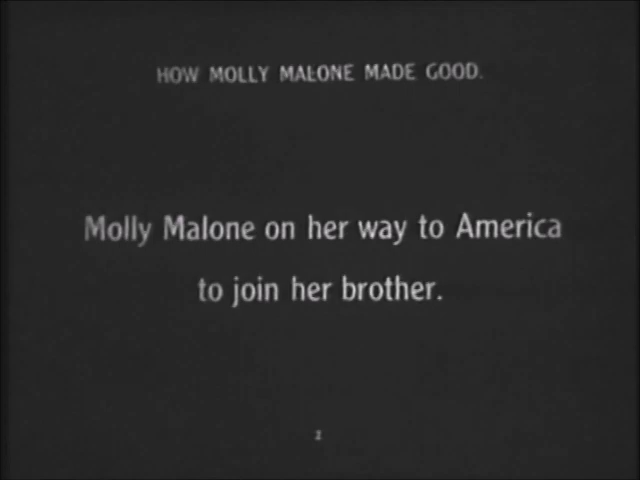 HOW MOLLY MALONE MADE GOOD.
Molly Malone on her way to America
to join her brother.
2